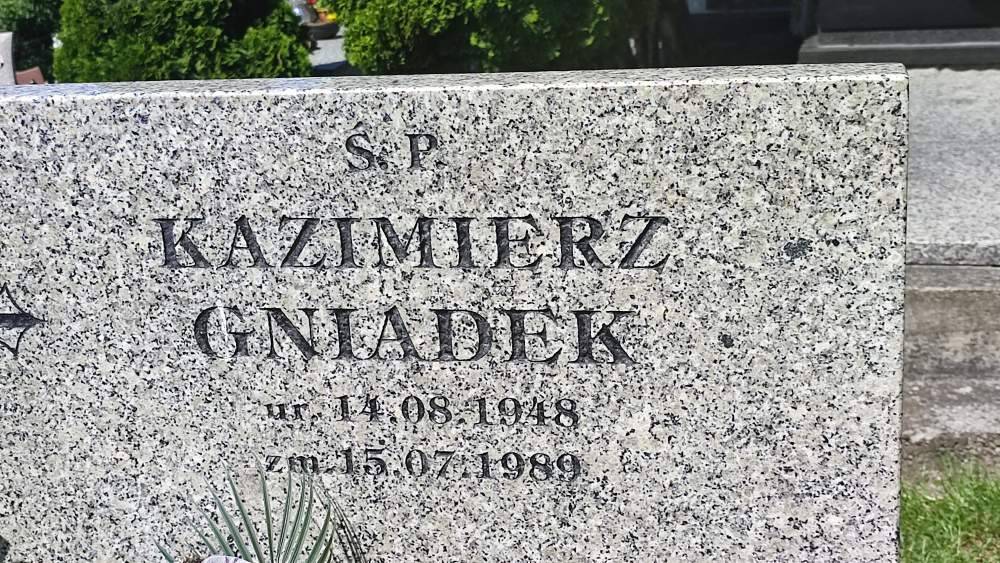 Ś. P.
KAZIMIERZ
GNIADEK
ur. 14.08.1948
zm.15.07.1989